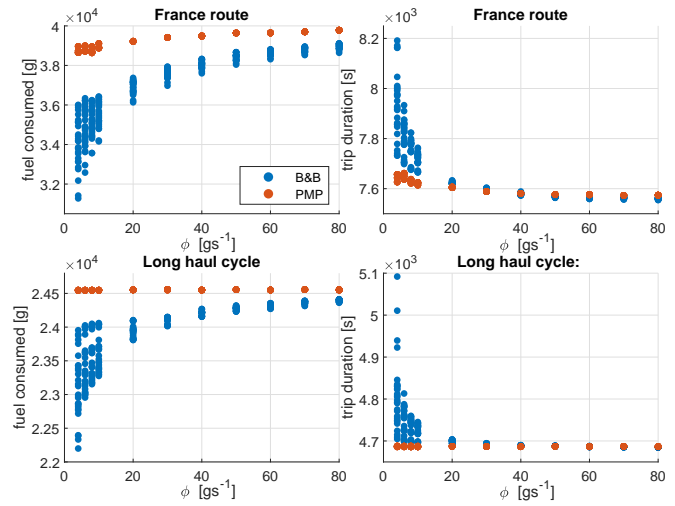 France route
×10⁴
fuel consumed [g]
4
3.8
3.6
3.4
3.2
0 20 40 60 80
ϕ [gs⁻¹]
B&B
PMP
France route
×10³
trip duration [s]
8.2
8
7.8
7.6
0 20 40 60 80
ϕ [gs⁻¹]
Long haul cycle
×10⁴
fuel consumed [g]
2.45
2.4
2.35
2.3
2.25
2.2
0 20 40 60 80
ϕ [gs⁻¹]
Long haul cycle:
×10³
trip duration [s]
5.1
5
4.9
4.8
4.7
0 20 40 60 80
ϕ [gs⁻¹]